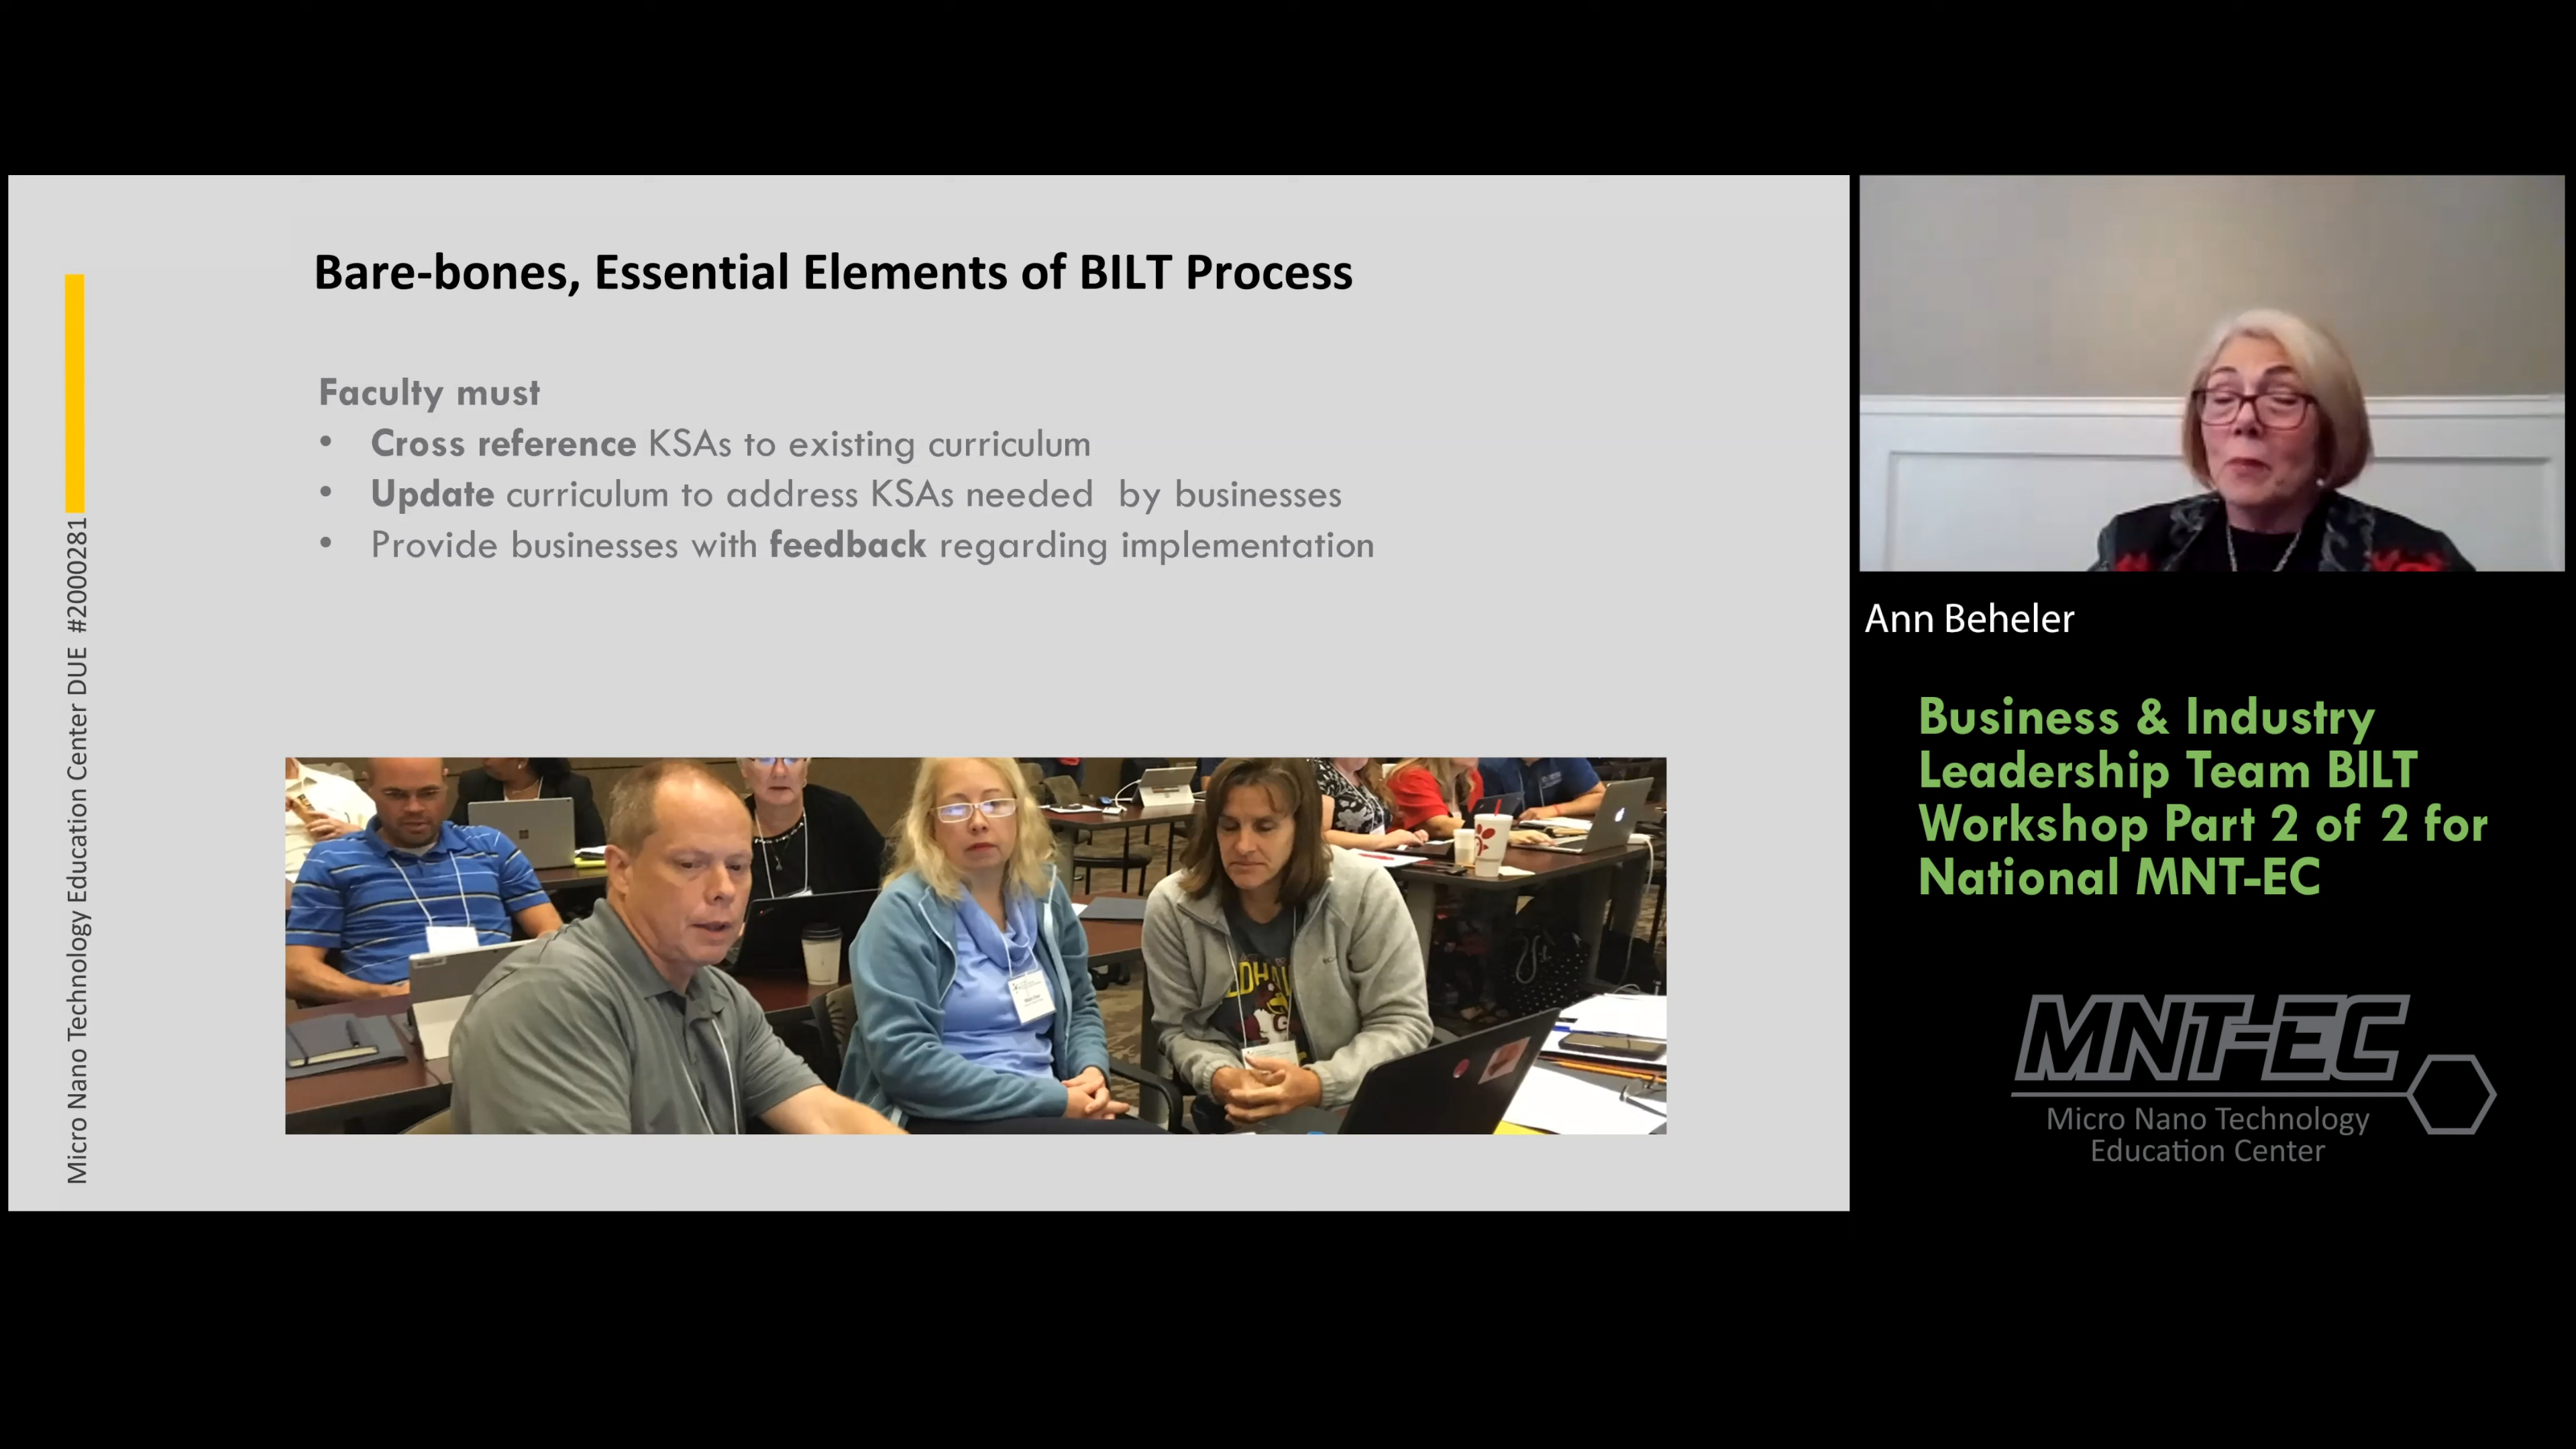 Bare-bones, Essential Elements of BILT Process
Faculty must
• Cross reference KSAs to existing curriculum
• Update curriculum to address KSAs needed  by businesses
• Provide businesses with feedback regarding implementation
Micro Nano Technology Education Center DUE #2000281
Ann Beheler
Business & Industry
Leadership Team BILT
Workshop Part 2 of 2 for
National MNT-EC
MNT-EC
Micro Nano Technology
Education Center